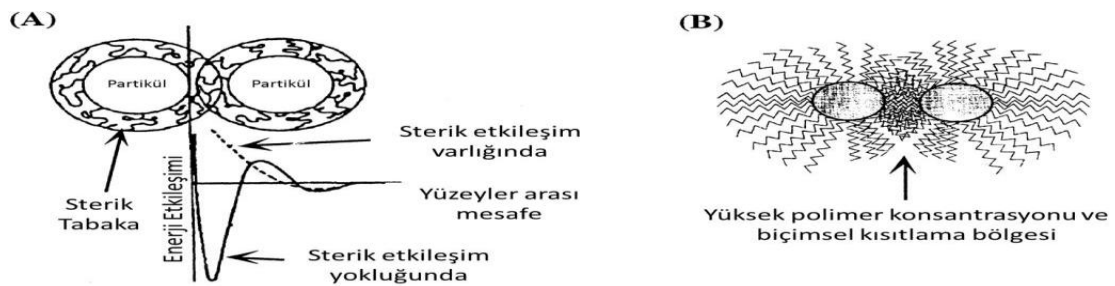 (A)
Partikül
Partikül
Sterik etkileşim
varlığında
Yüzeyler arası
mesafe
Sterik
Tabaka
Enerji Etkileşimi
Sterik etkileşim
yokluğunda
(B)
Yüksek polimer konsantrasyonu ve
biçimsel kısıtlama bölgesi